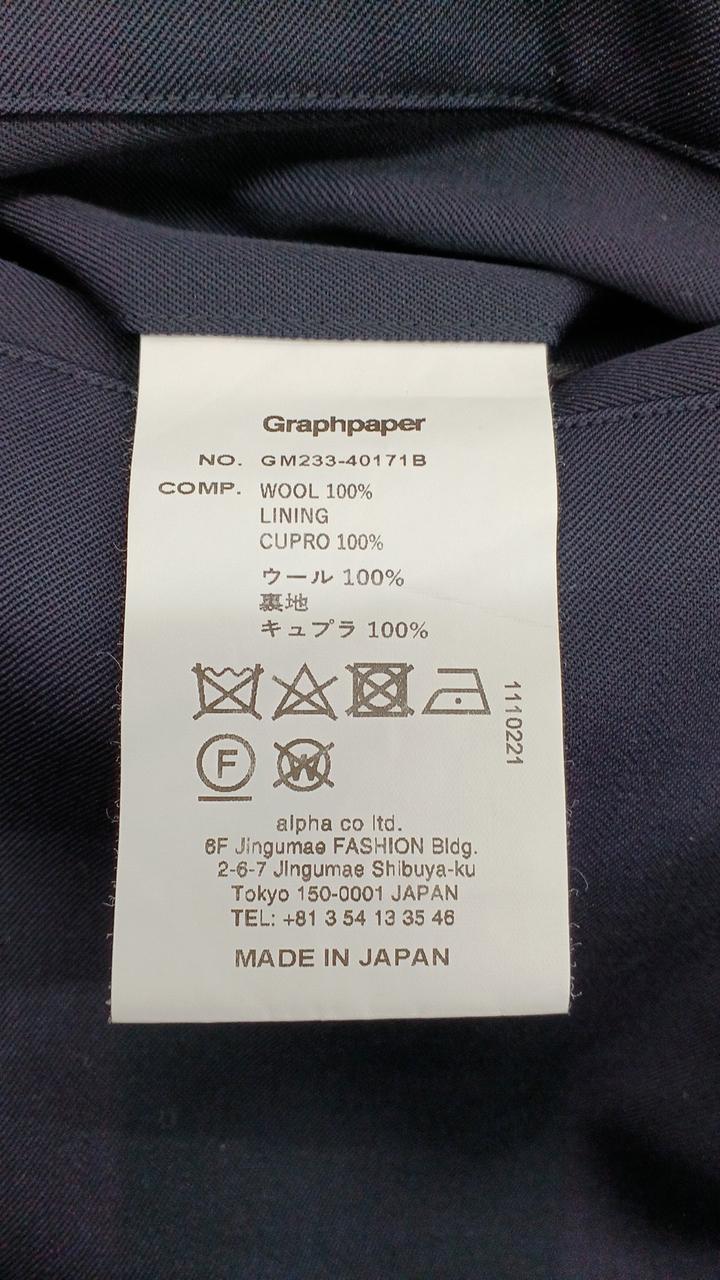 Graphpaper
NO. GM233-40171B
COMP. WOOL 100%
LINING
CUPRO 100%
ウール 100%
裏地
キュプラ 100%
F W
1110221
alpha co ltd.
6F Jingumae FASHION Bldg.
2-6-7 Jingumae Shibuya-ku
Tokyo 150-0001 JAPAN
TEL: +81 3 54 13 35 46
MADE IN JAPAN